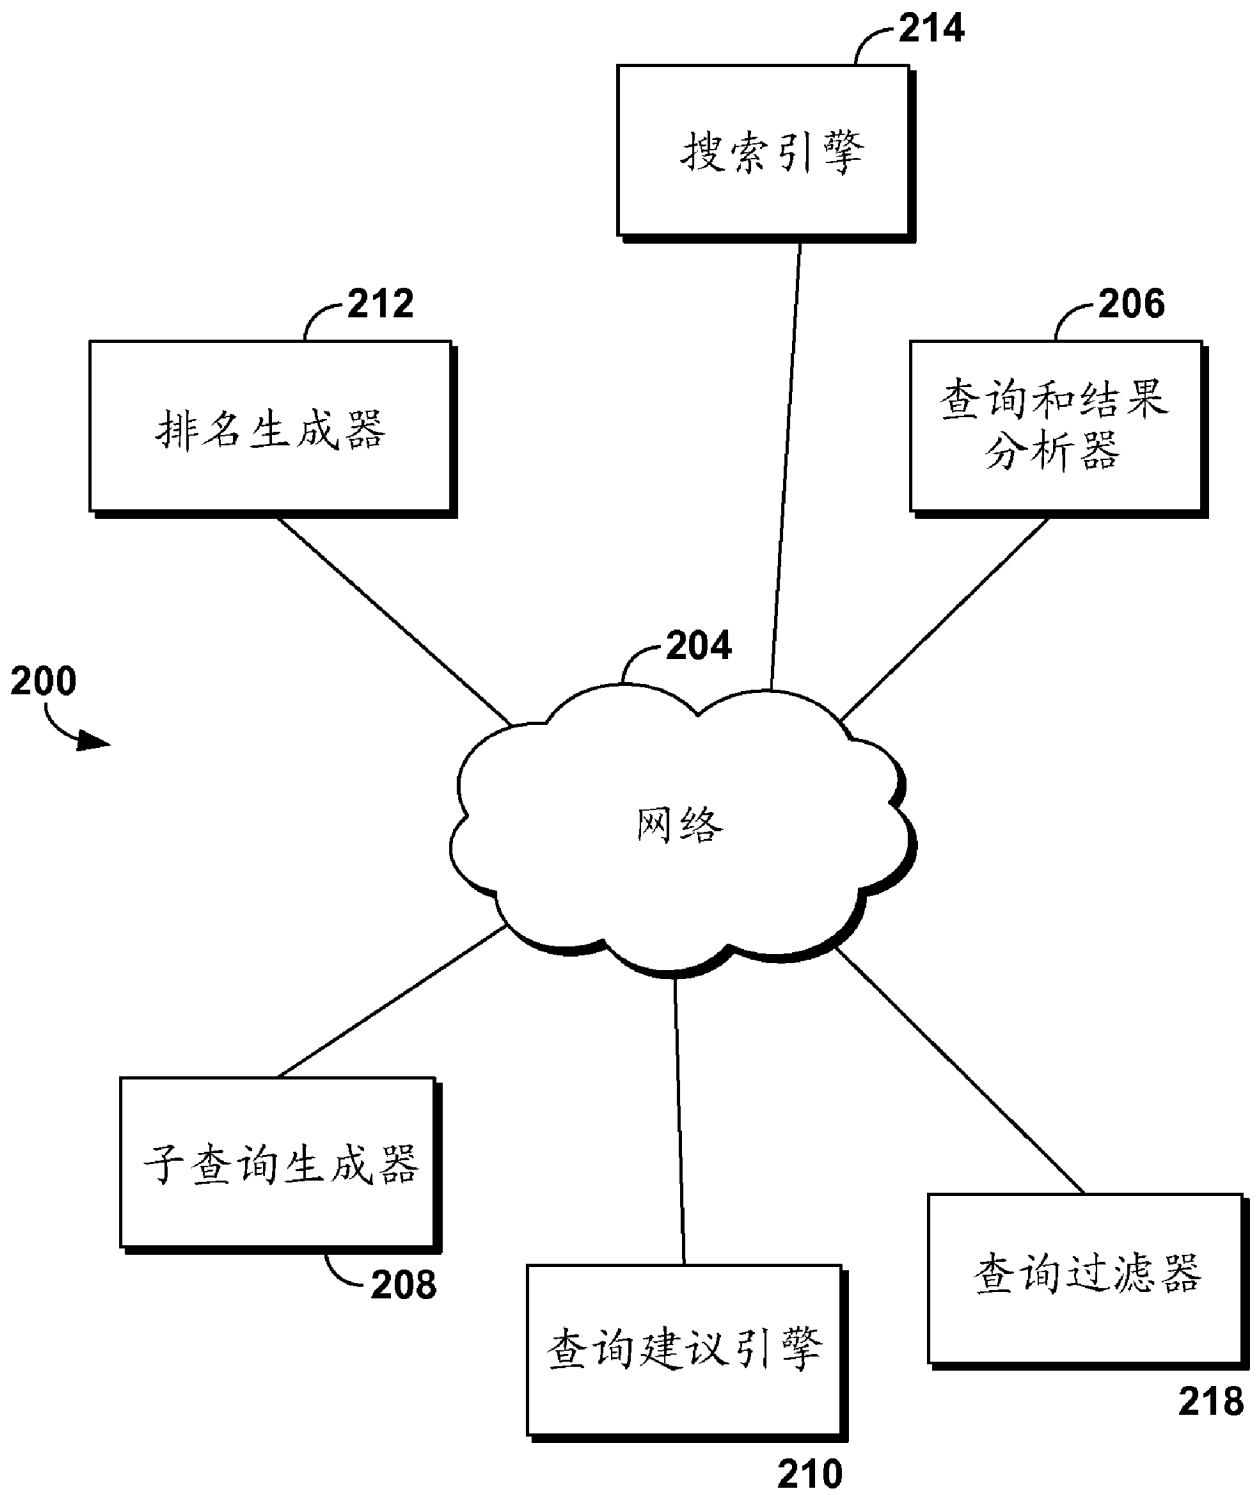 214
搜索引擎
212
排名生成器
206
查询和结果
分析器
204
200
网络
子查询生成器
208
查询建议引擎
210
查询过滤器
218